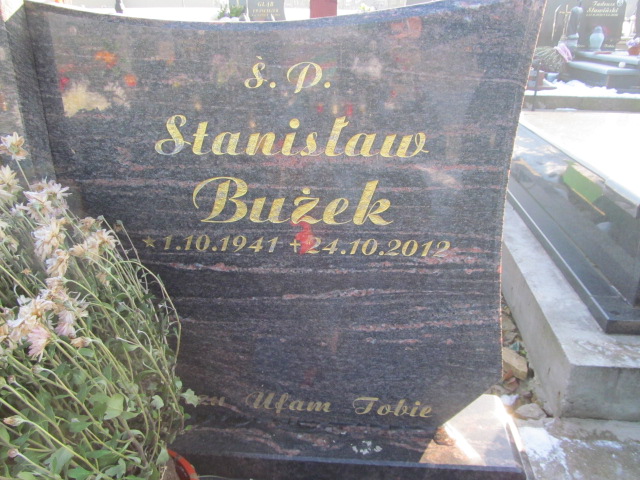 Ś. P.
Stanisław
Bużek
★ 1.10.1941 + 24.10.2012
Ufam Tobie